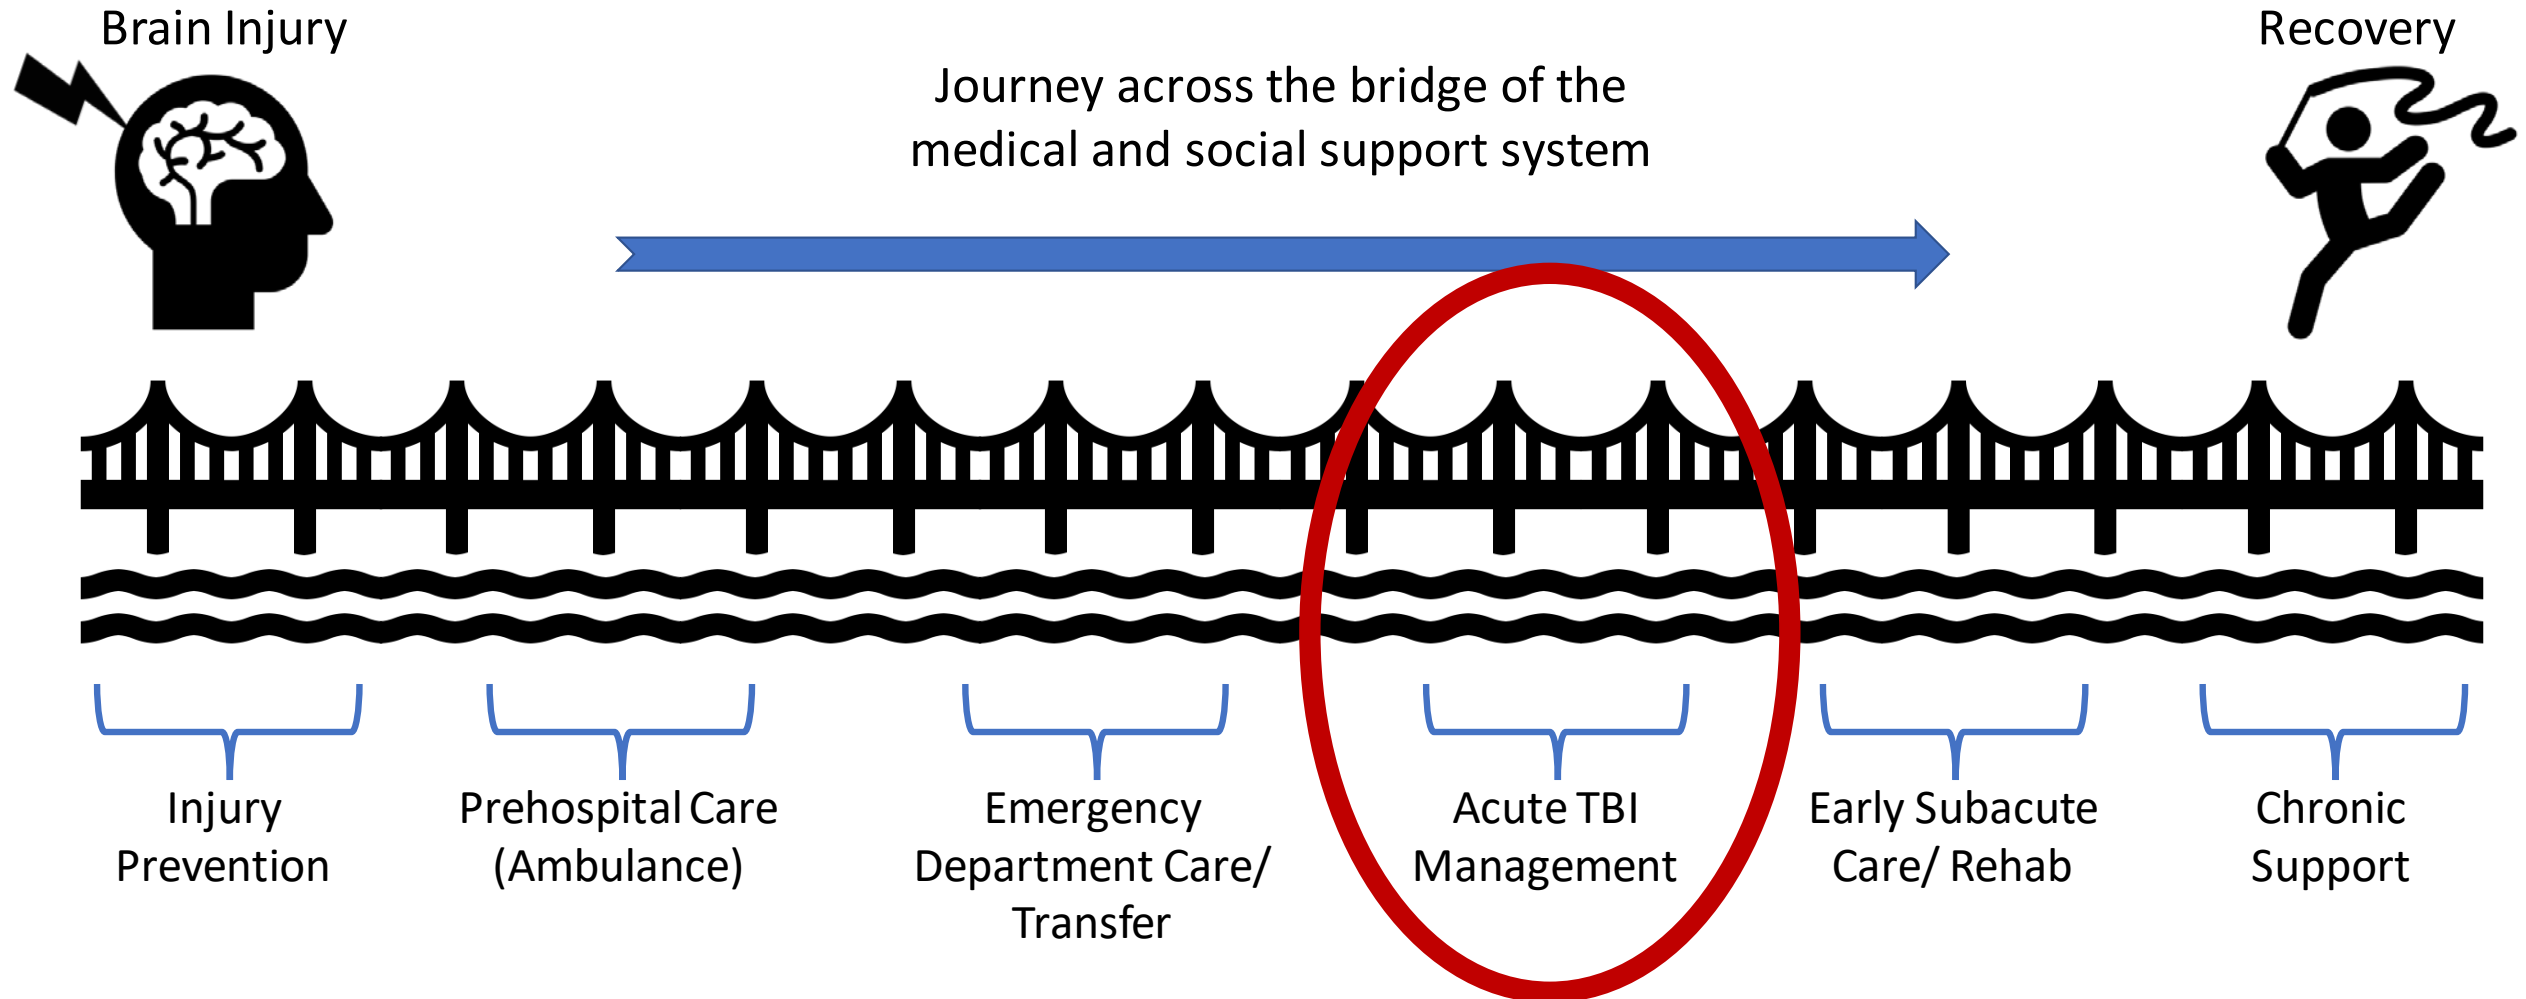 Brain Injury
Recovery
Journey across the bridge of the
medical and social support system
Injury
Prevention
Prehospital Care
(Ambulance)
Emergency
Department Care/
Transfer
Acute TBI
Management
Early Subacute
Care/ Rehab
Chronic
Support